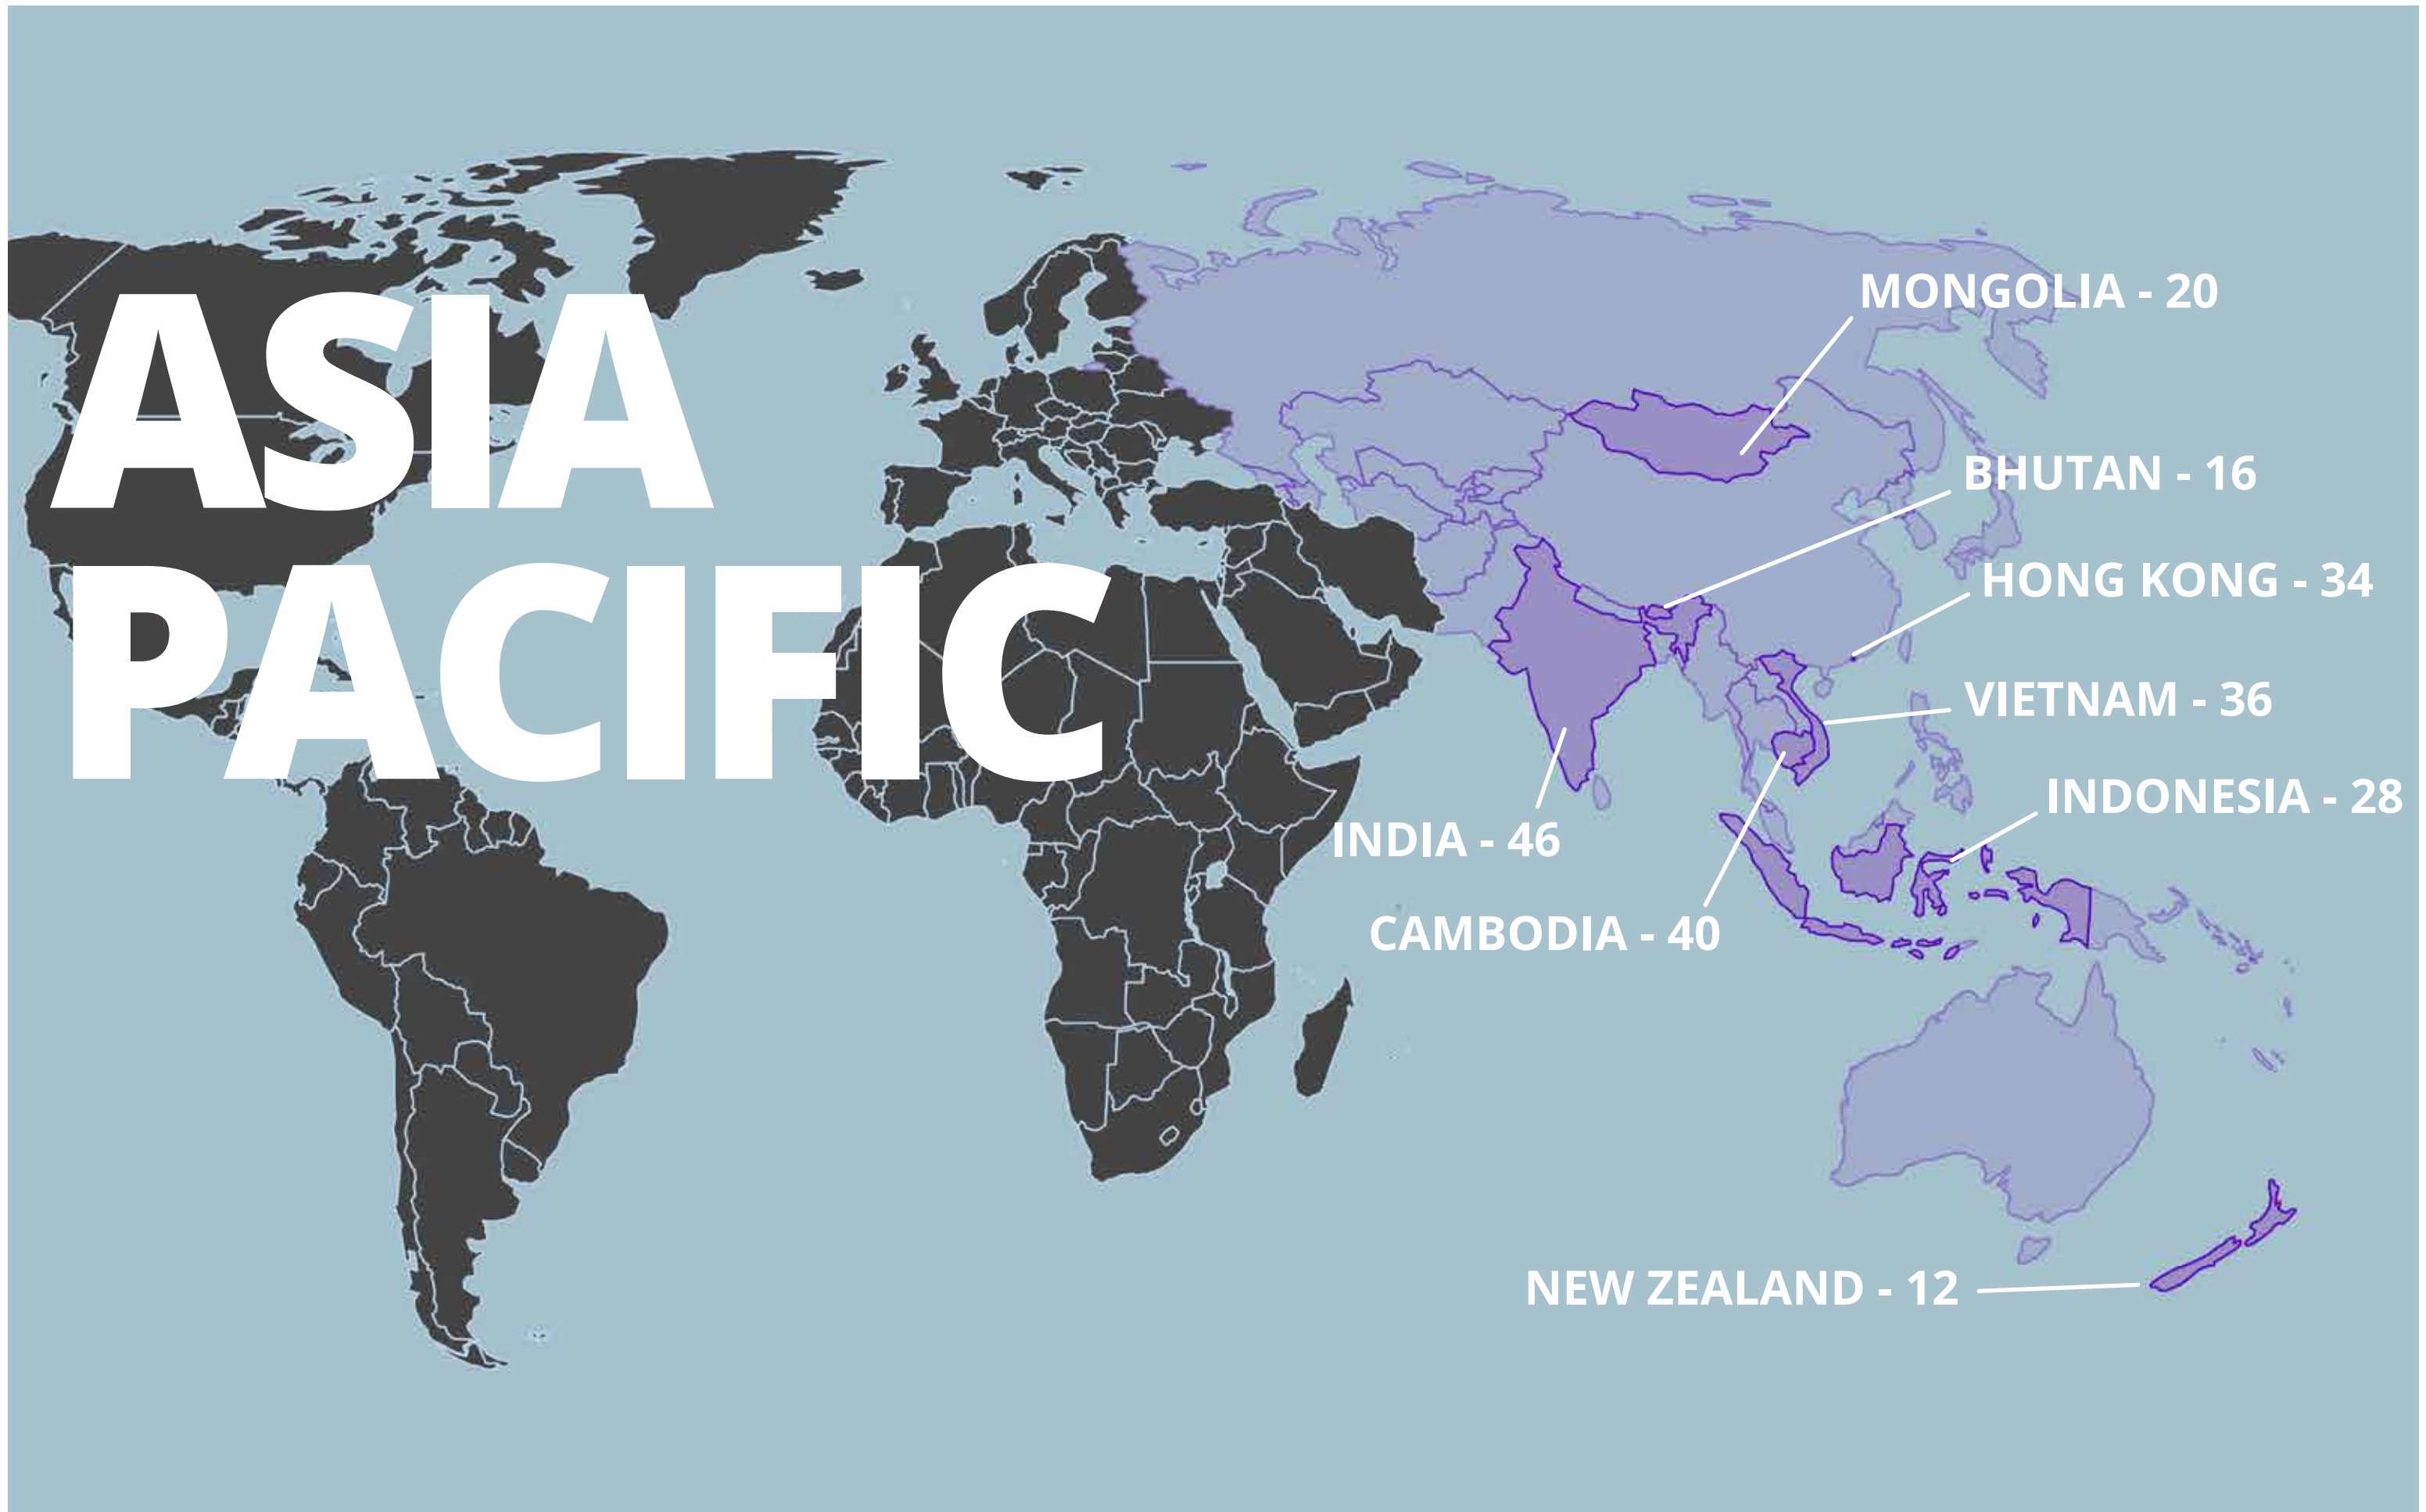 ASIA
PACIFIC
MONGOLIA - 20
BHUTAN - 16
HONG KONG - 34
VIETNAM - 36
INDONESIA - 28
INDIA - 46
CAMBODIA - 40
NEW ZEALAND - 12